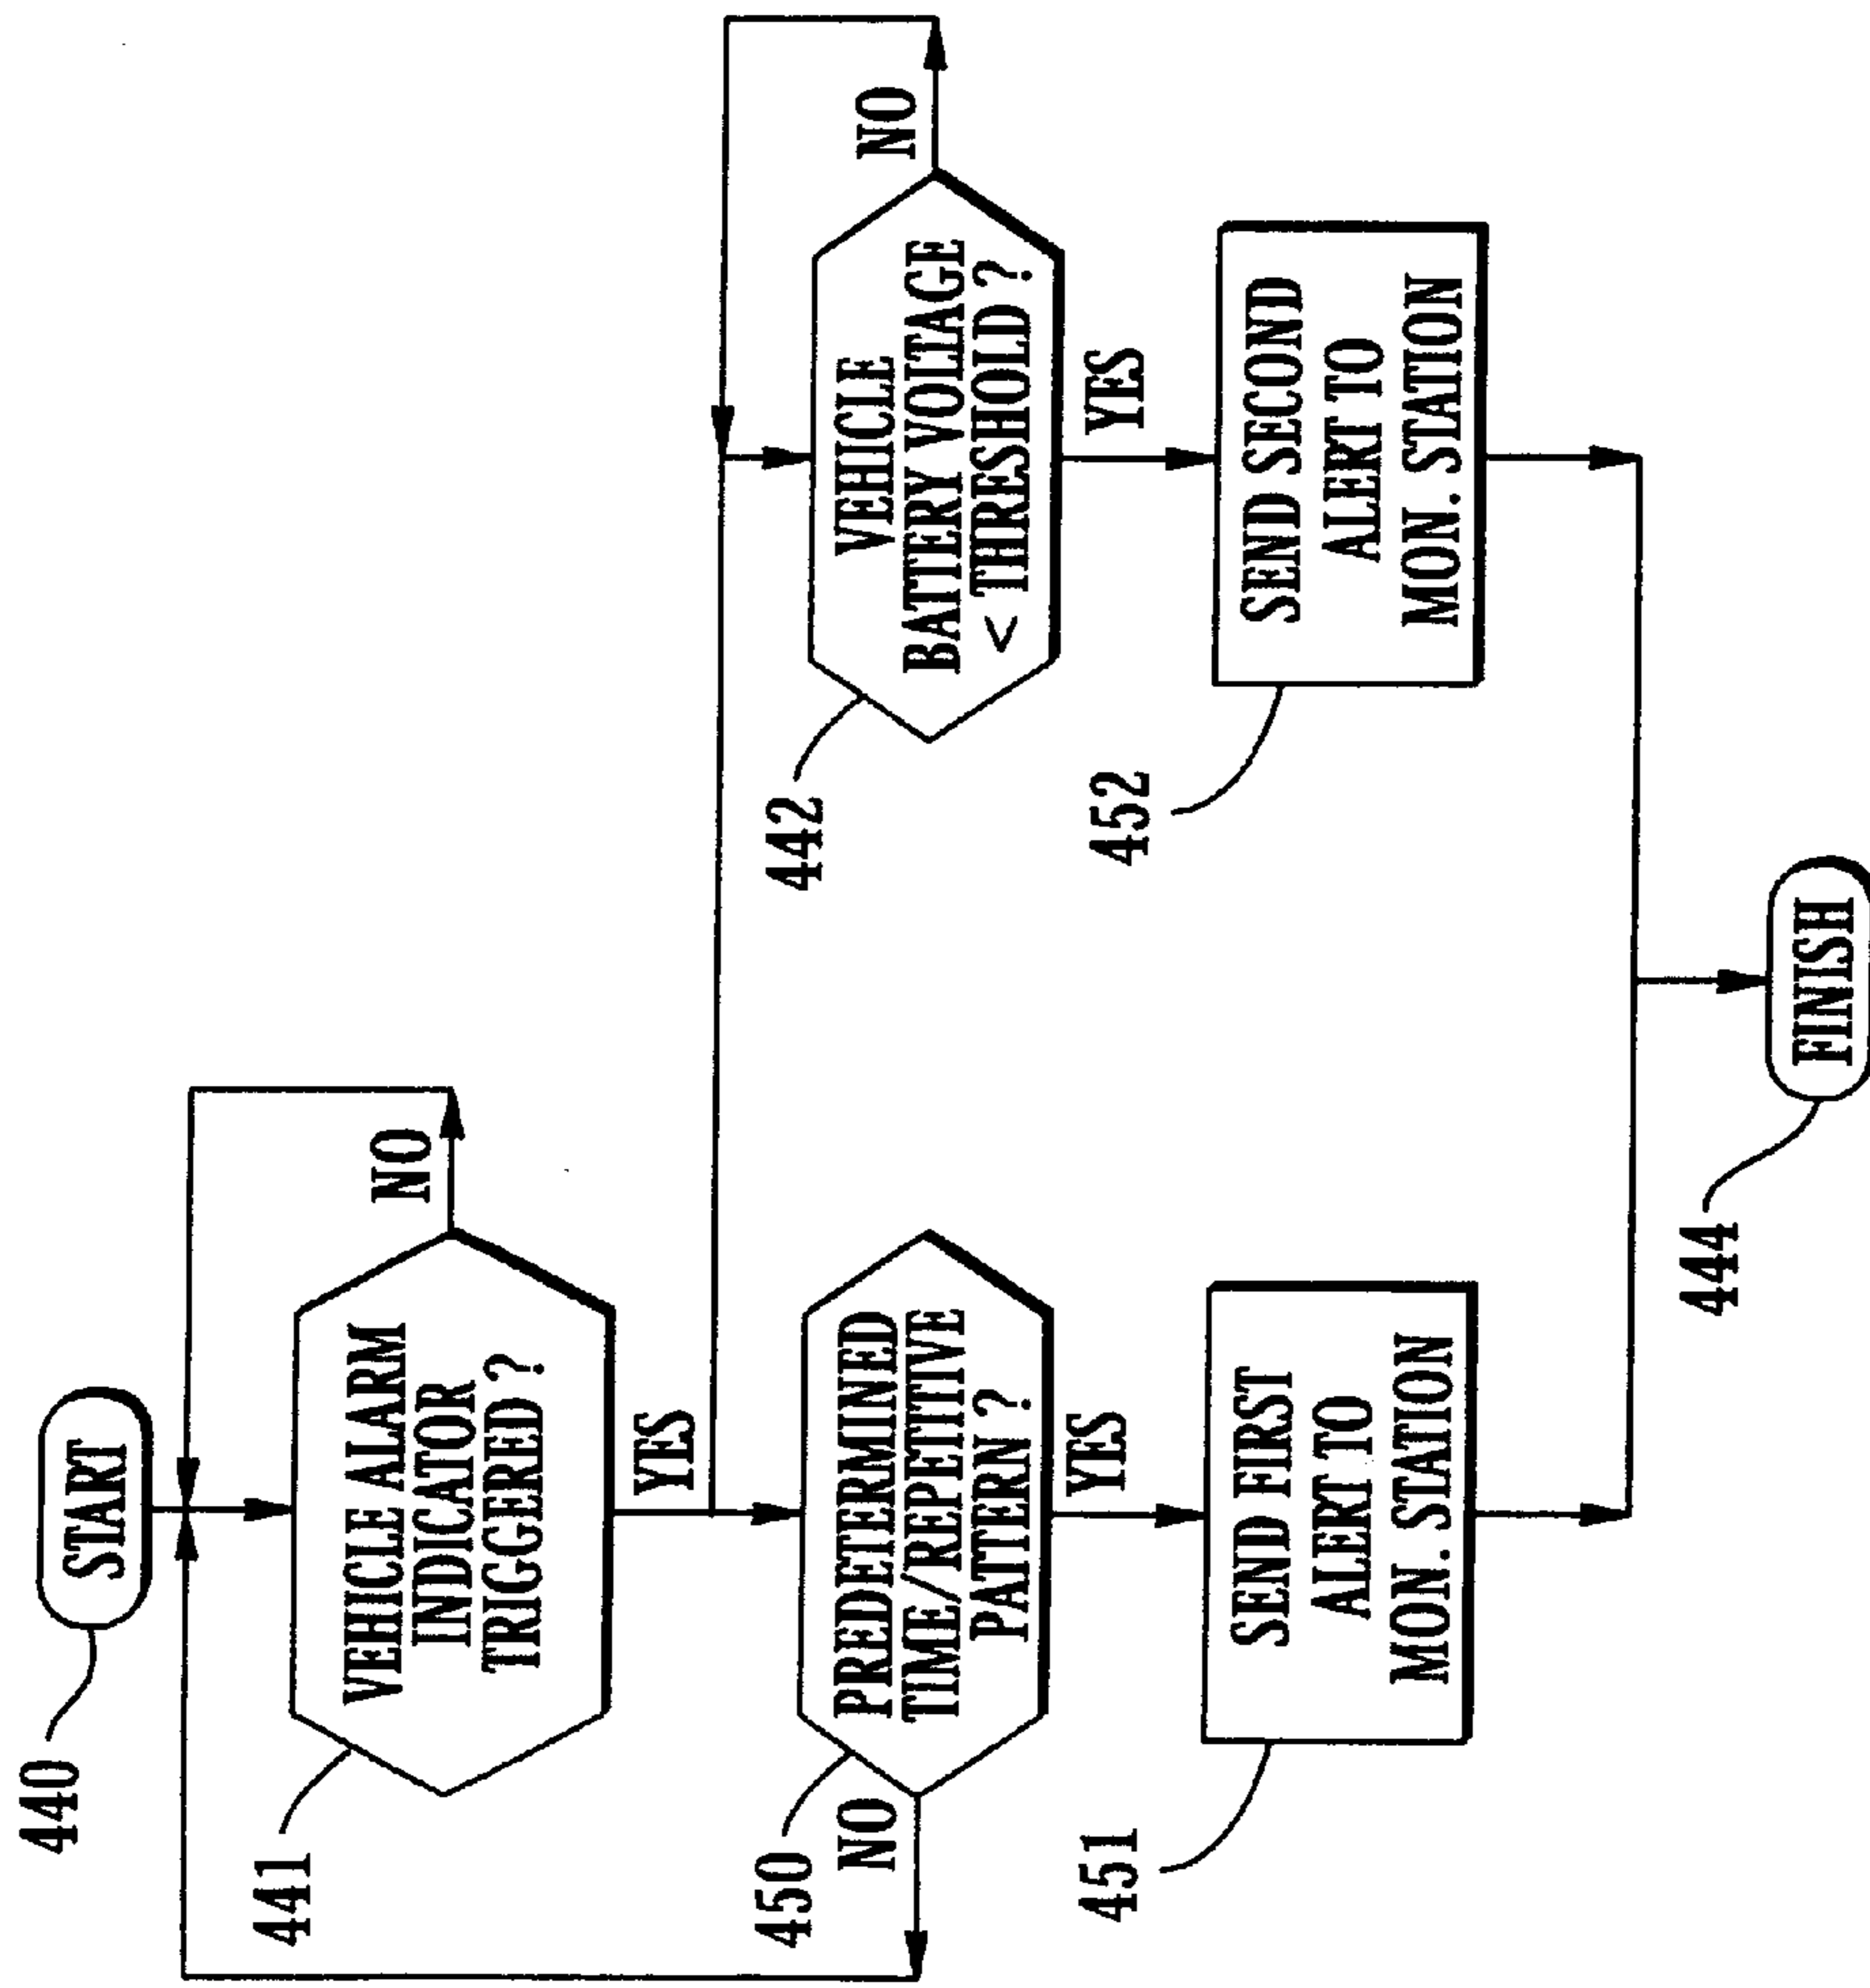 440
START
441
VEHICLE ALARM
INDICATOR
TRIGGERED?
NO
YES
450
PREDETERMINED
TIME/REPETITIVE
PATTERN?
NO
YES
442
VEHICLE
BATTERY VOLTAGE
< THRESHOLD?
NO
YES
451
SEND FIRST
ALERT TO
MON. STATION
452
SEND SECOND
ALERT TO
MON. STATION
444
FINISH